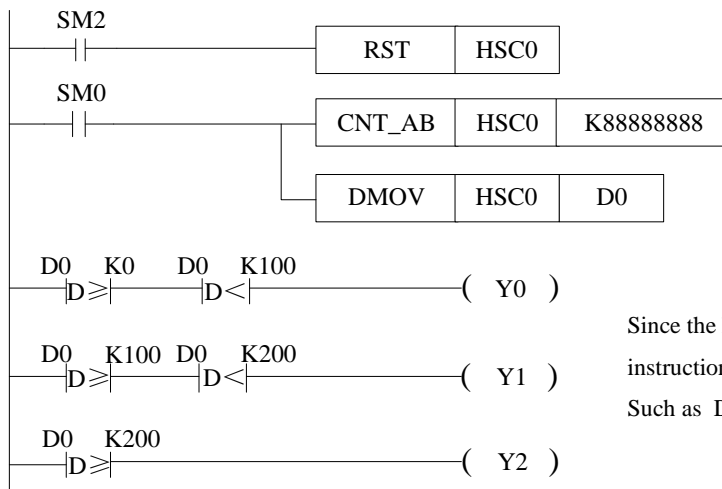 SM2
RST HSC0
SM0
CNT_AB HSC0 K88888888
DMOV HSC0 D0
D0 K0 D0 K100
D≥ D< ( Y0 )
Since the
D0 K100 D0 K200
instruction
D≥ D< ( Y1 )
Such as D
D0 K200
D≥ ( Y2 )